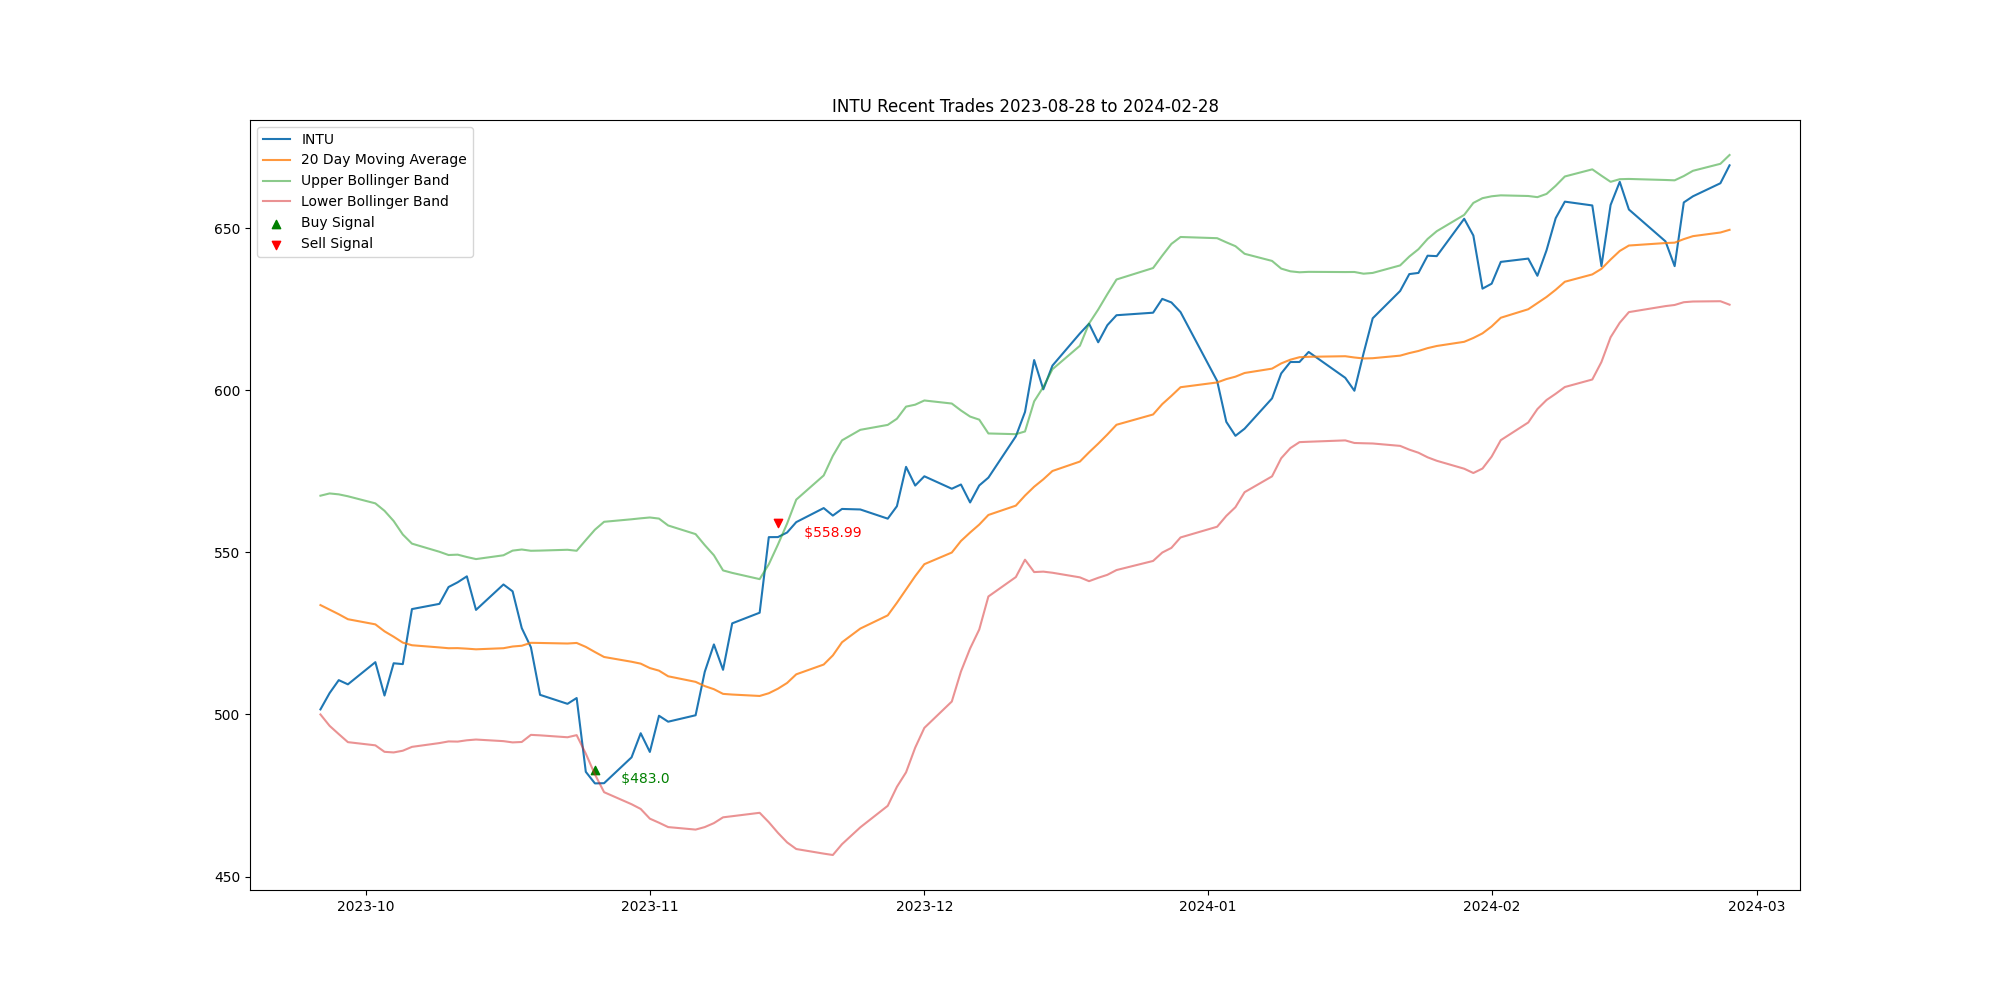 INTU Recent Trades 2023-08-28 to 2024-02-28
INTU
20 Day Moving Average
Upper Bollinger Band
Lower Bollinger Band
Buy Signal
Sell Signal
650
600
550
500
450
$558.99
$483.0
2023-10
2023-11
2023-12
2024-01
2024-02
2024-03